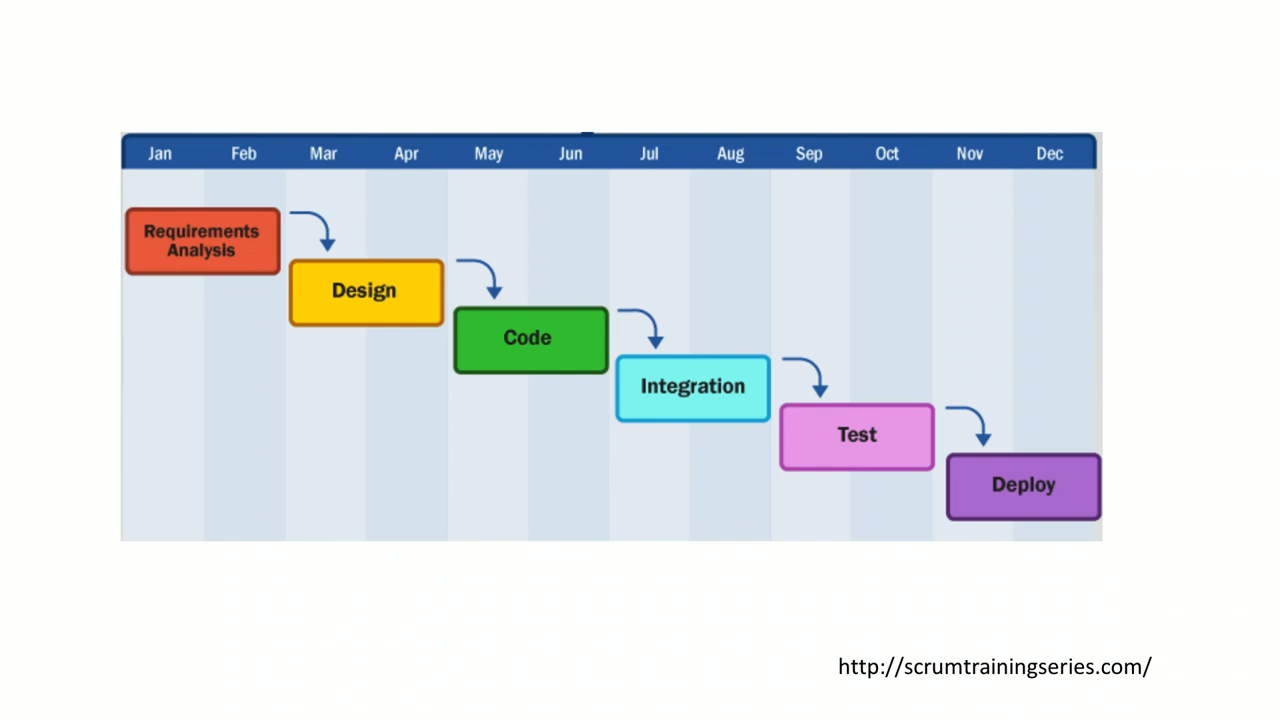 Jan Feb Mar Apr May Jun Jul Aug Sep Oct Nov Dec
Requirements
Analysis
Design
Code
Integration
Test
Deploy
http://scrumtrainingseries.com/